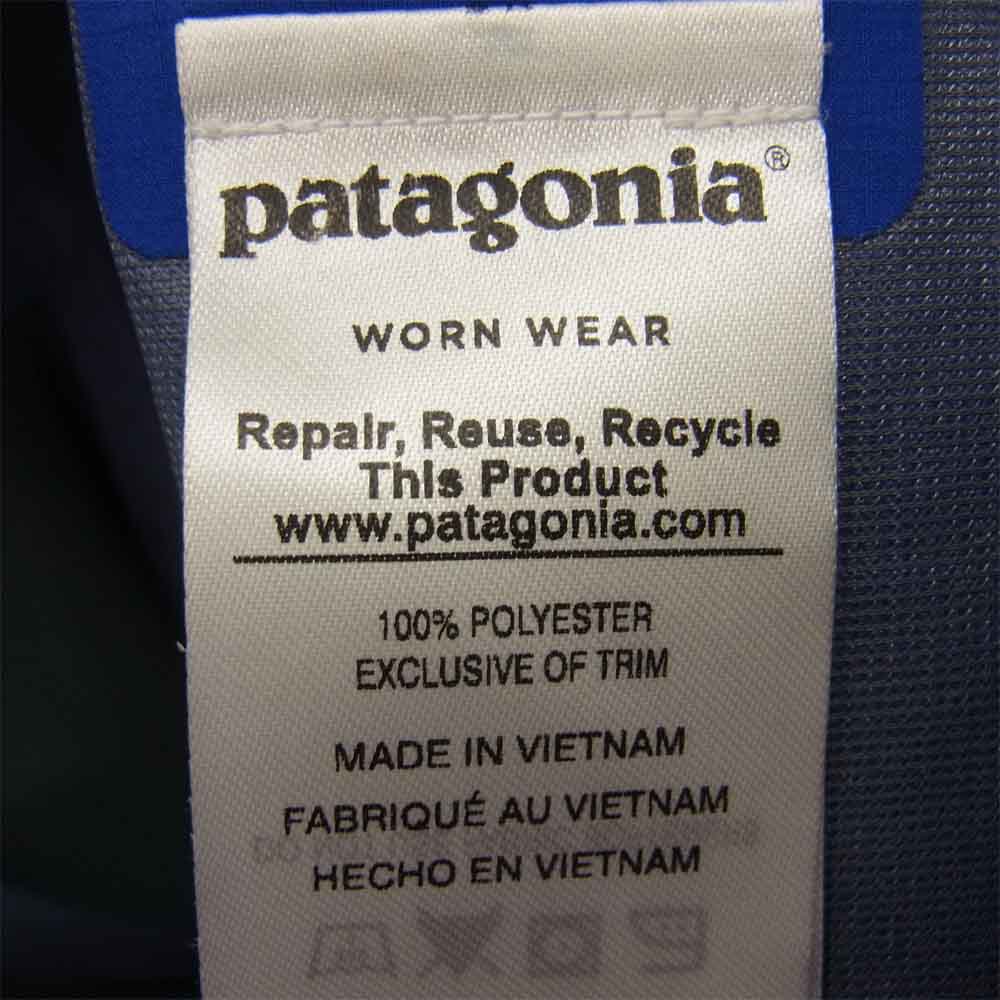 patagonia®
WORN WEAR
Repair, Reuse, Recycle
This Product
www.patagonia.com
100% POLYESTER
EXCLUSIVE OF TRIM
MADE IN VIETNAM
FABRIQUÉ AU VIETNAM
HECHO EN VIETNAM